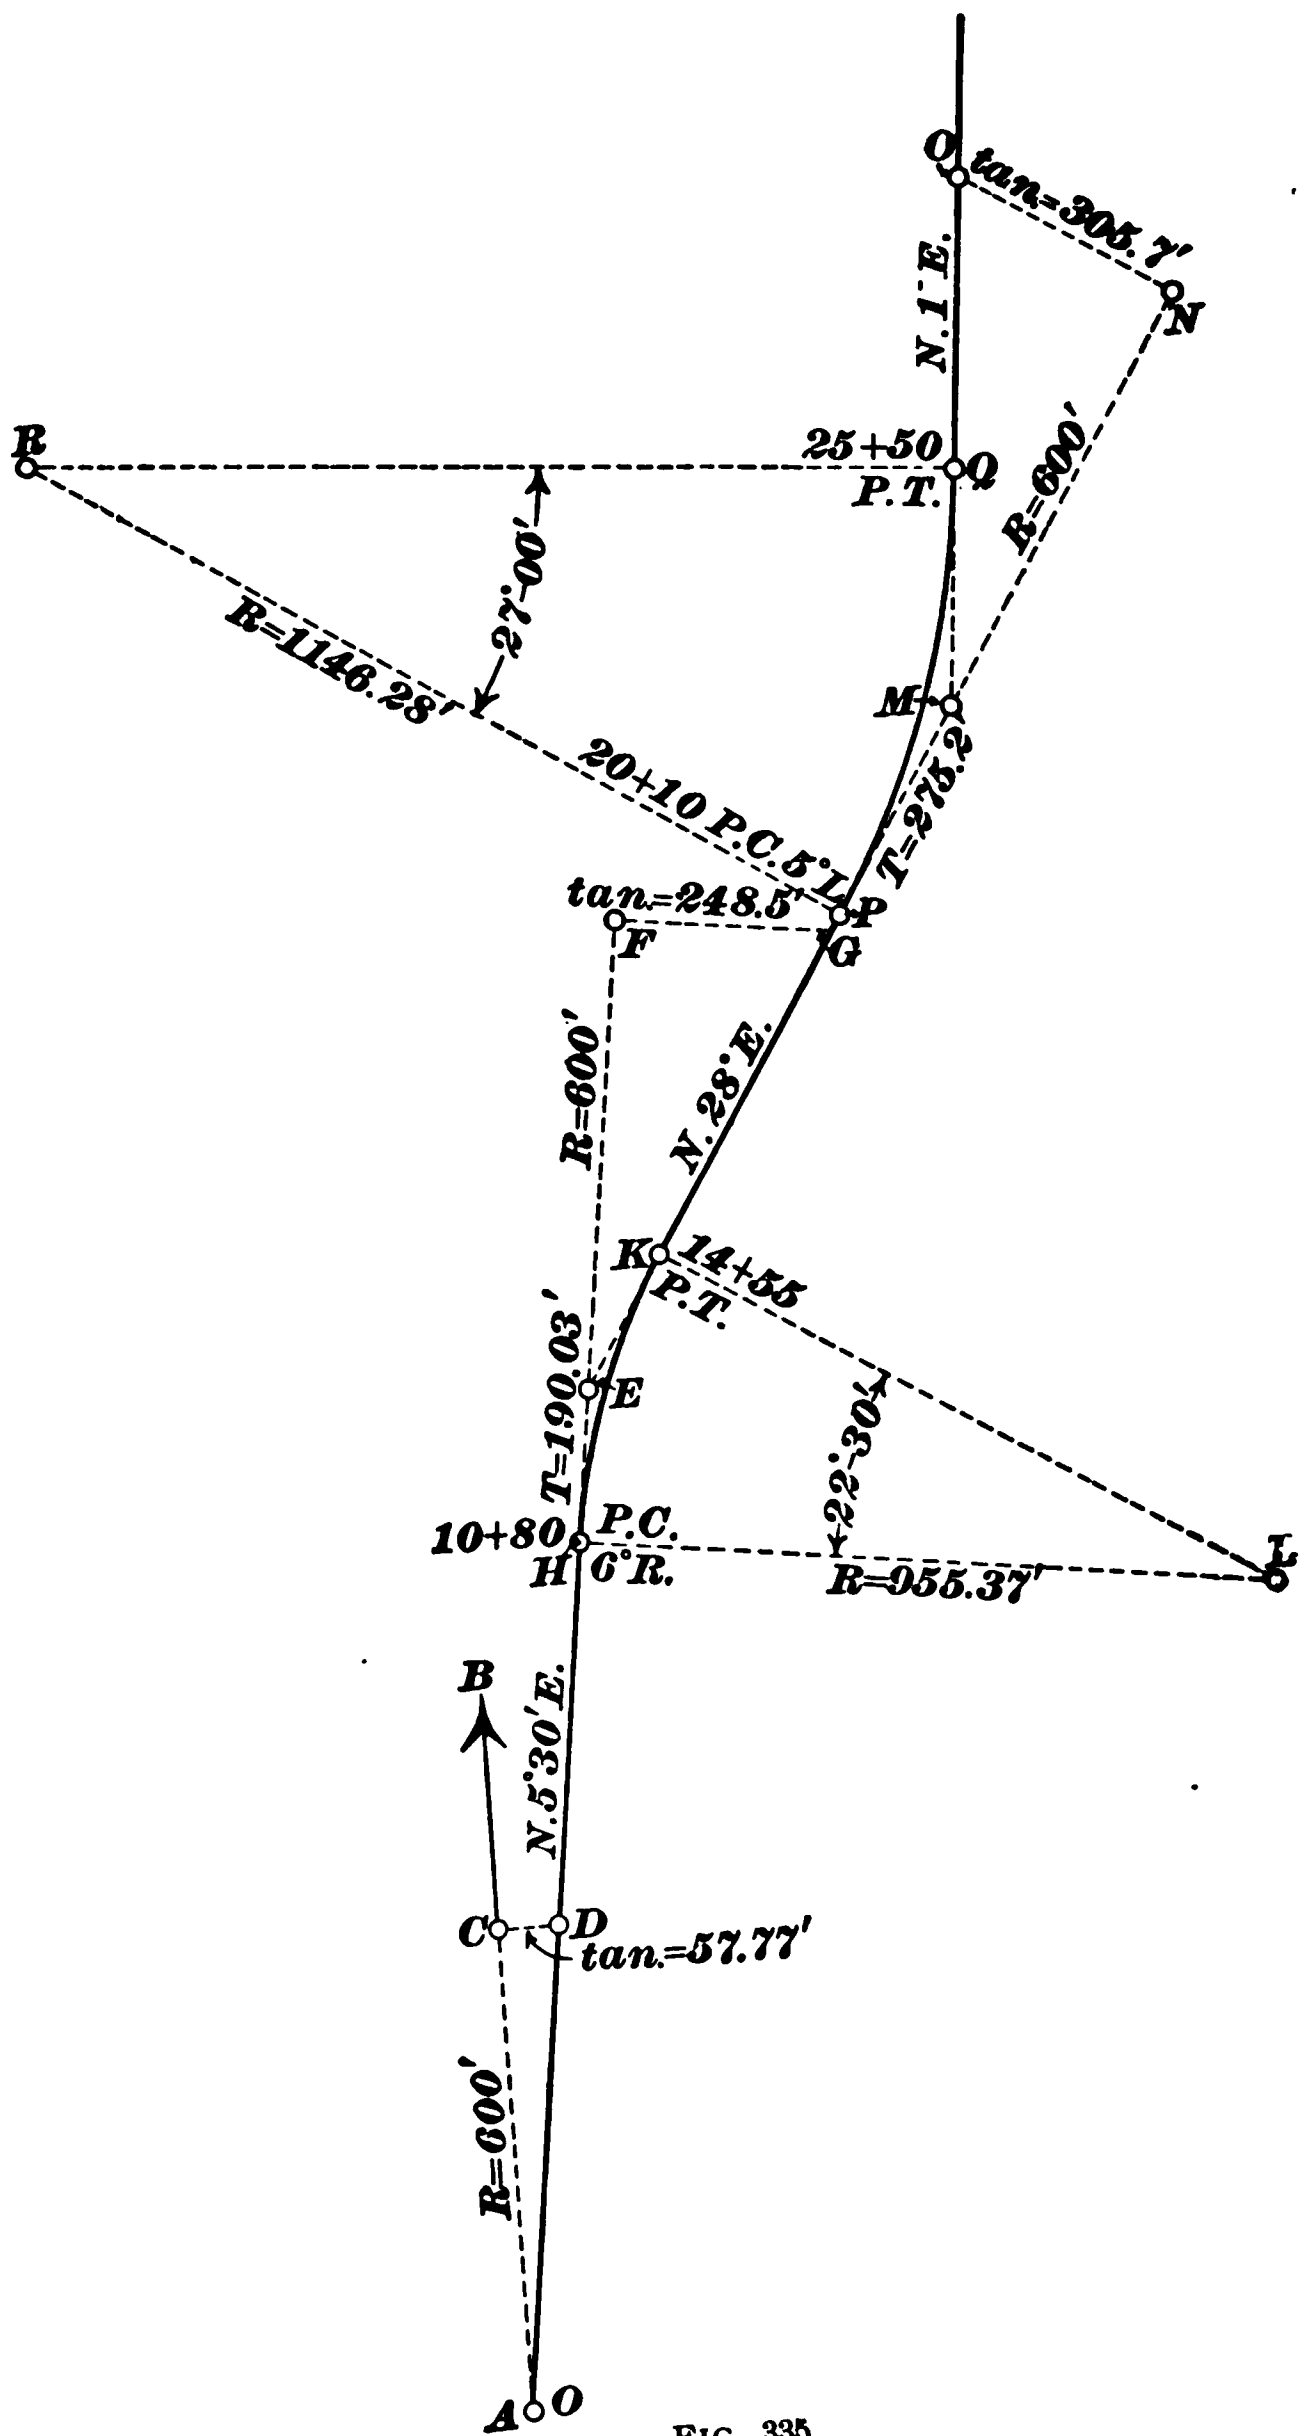 O
tan.=305.7'
N
N. 1° E.
R=600'
R
25+50
P. T.
Q
27°-00'
R=1146.28'
M
T=275.2'
20+10 P.C. 5° L.
P
tan.=248.5'
F
G
R=600'
N. 28° E.
K
14+55
P.T.
T=190.03'
E
22°-30'
10+80
P.C.
H
6° R.
R=955.37'
L
B
N. 5° 30' E.
C
D
tan.=57.77'
R=600'
A
O
FIG. 335